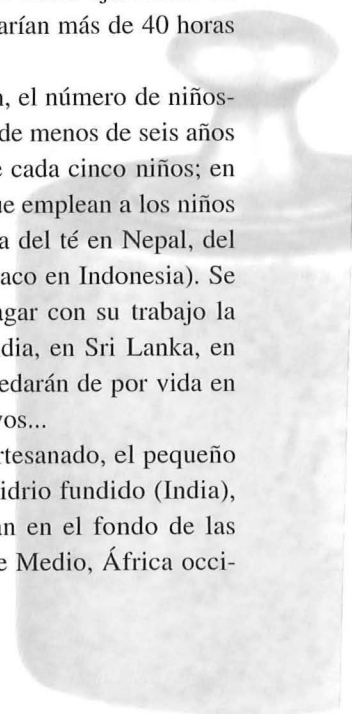 arían más de 40 horas
, el número de niños-
de menos de seis años
cada cinco niños; en
ue emplean a los niños
a del té en Nepal, del
aco en Indonesia). Se
agar con su trabajo la
dia, en Sri Lanka, en
edarán de por vida en
vos...
rtesanado, el pequeño
idrio fundido (India),
an en el fondo de las
e Medio, África occi-